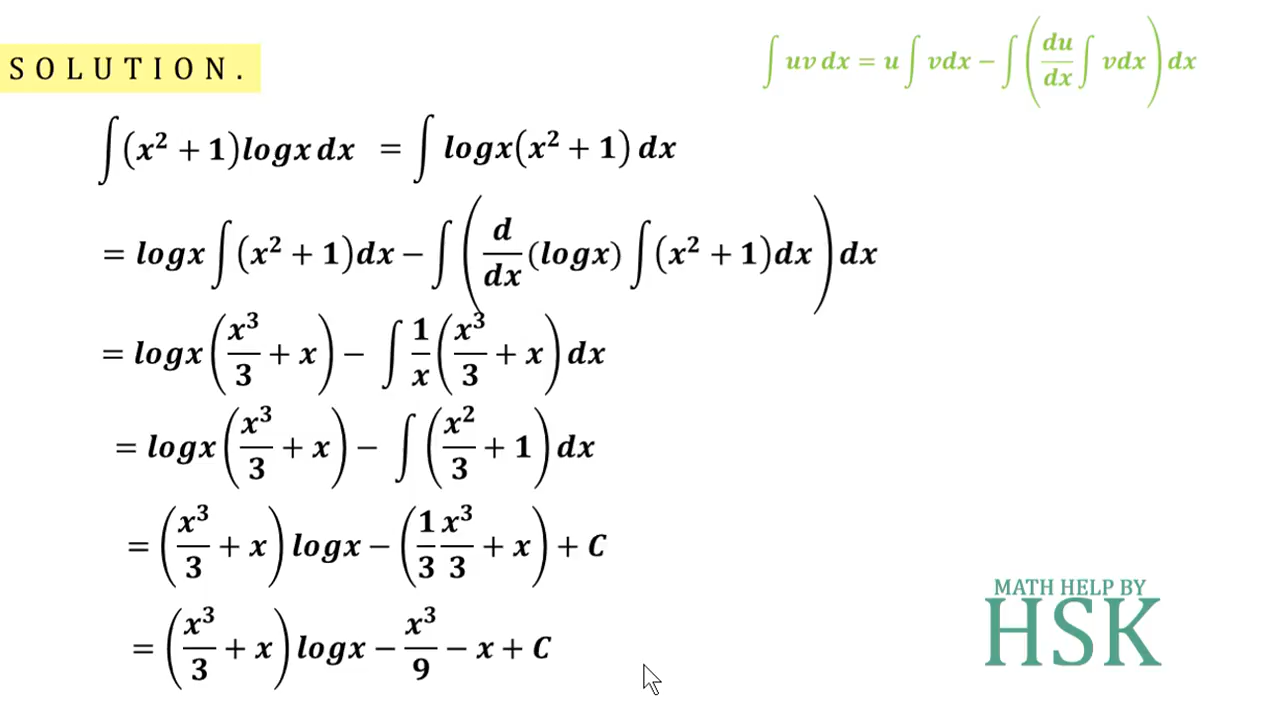 SOLUTION.
∫ uv dx = u ∫ vdx − ∫ (du/dx ∫ vdx) dx
∫ (x² + 1)logx dx = ∫ logx(x² + 1) dx
= logx ∫ (x² + 1)dx − ∫ (d/dx (logx) ∫ (x² + 1)dx) dx
= logx (x³/3 + x) − ∫ 1/x (x³/3 + x) dx
= logx (x³/3 + x) − ∫ (x²/3 + 1) dx
= (x³/3 + x) logx − (1/3 x³/3 + x) + C
= (x³/3 + x) logx − x³/9 − x + C
MATH HELP BY
HSK